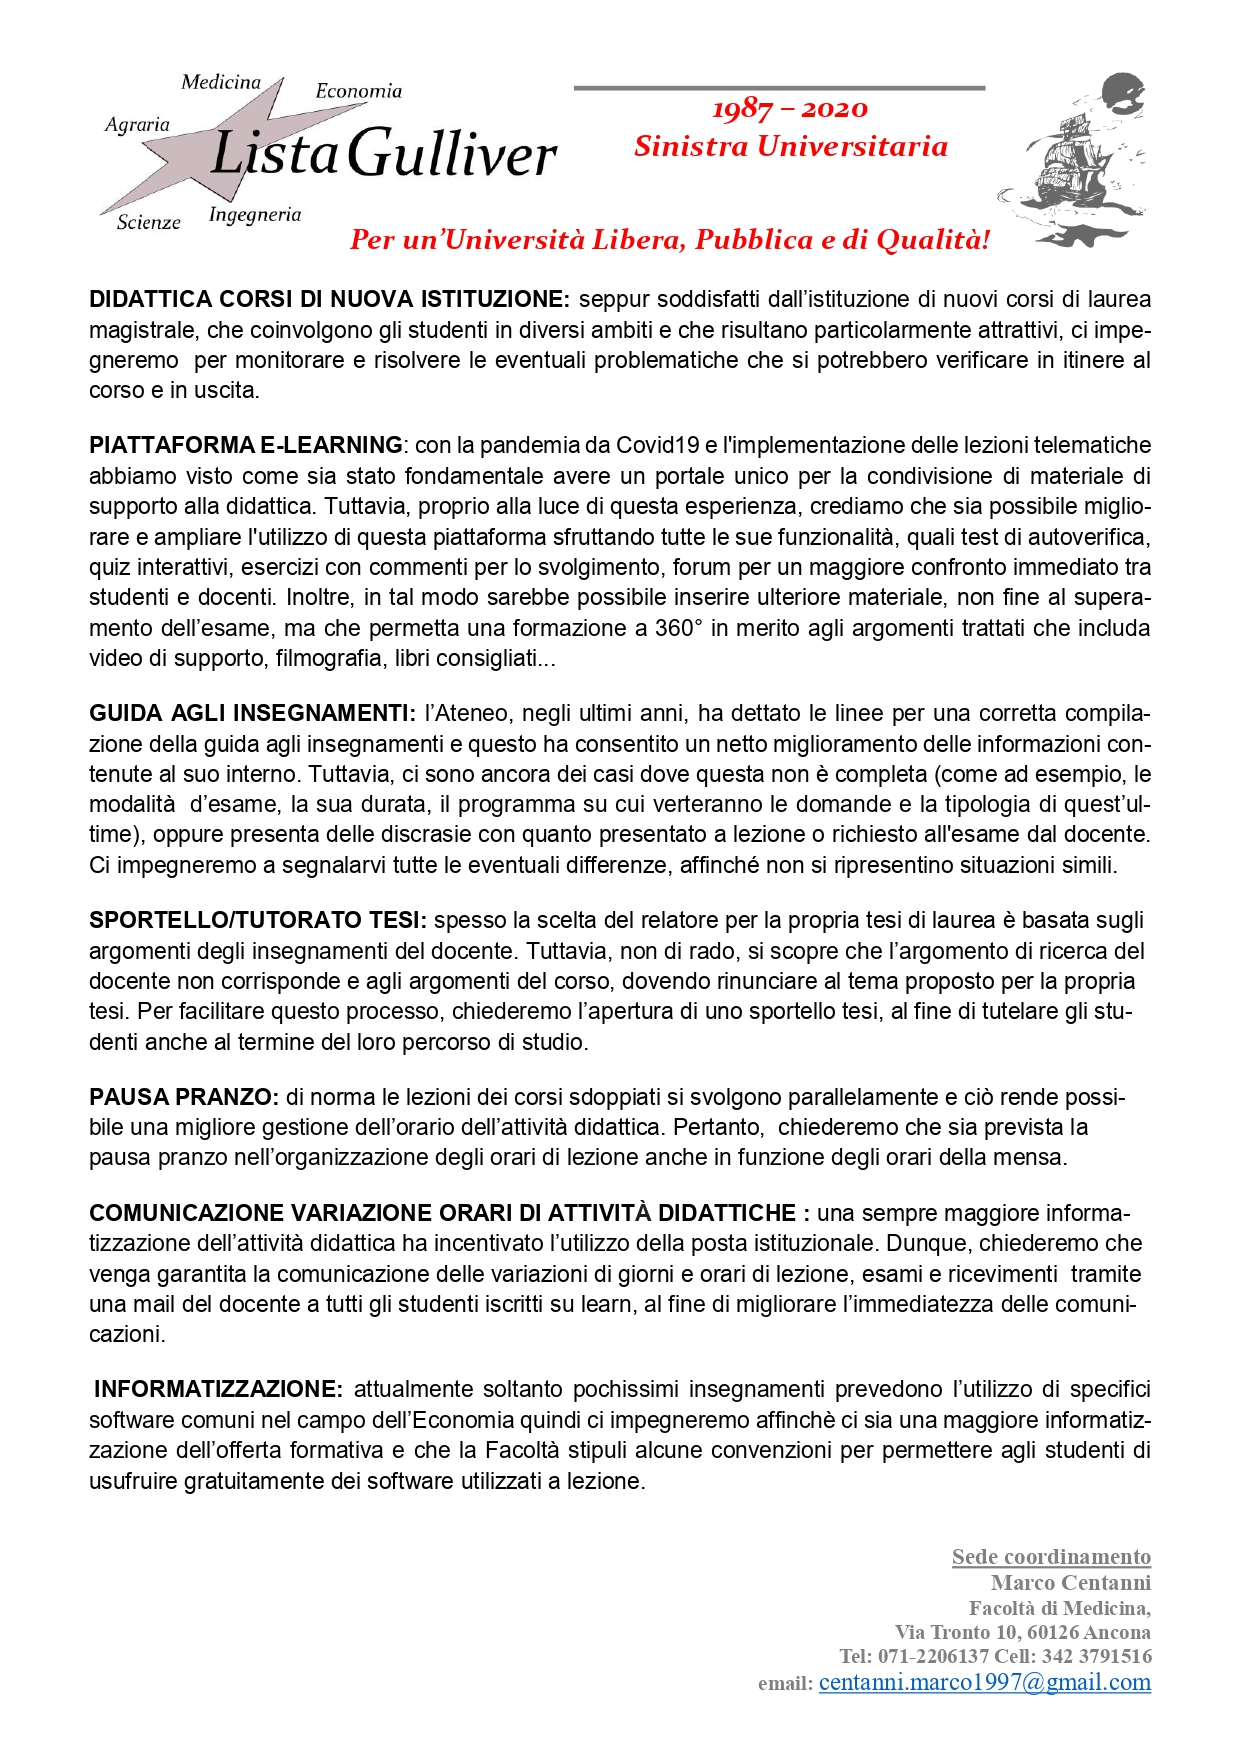 Medicina
Economia
Agraria
Lista Gulliver
Scienze
Ingegneria
1987 – 2020
Sinistra Universitaria
Per un’Università Libera, Pubblica e di Qualità!
DIDATTICA CORSI DI NUOVA ISTITUZIONE: seppur soddisfatti dall’istituzione di nuovi corsi di laurea
magistrale, che coinvolgono gli studenti in diversi ambiti e che risultano particolarmente attrattivi, ci impe-
gneremo  per monitorare e risolvere le eventuali problematiche che si potrebbero verificare in itinere al
corso e in uscita.
PIATTAFORMA E-LEARNING: con la pandemia da Covid19 e l'implementazione delle lezioni telematiche
abbiamo visto come sia stato fondamentale avere un portale unico per la condivisione di materiale di
supporto alla didattica. Tuttavia, proprio alla luce di questa esperienza, crediamo che sia possibile miglio-
rare e ampliare l'utilizzo di questa piattaforma sfruttando tutte le sue funzionalità, quali test di autoverifica,
quiz interattivi, esercizi con commenti per lo svolgimento, forum per un maggiore confronto immediato tra
studenti e docenti. Inoltre, in tal modo sarebbe possibile inserire ulteriore materiale, non fine al supera-
mento dell’esame, ma che permetta una formazione a 360° in merito agli argomenti trattati che includa
video di supporto, filmografia, libri consigliati...
GUIDA AGLI INSEGNAMENTI: l’Ateneo, negli ultimi anni, ha dettato le linee per una corretta compila-
zione della guida agli insegnamenti e questo ha consentito un netto miglioramento delle informazioni con-
tenute al suo interno. Tuttavia, ci sono ancora dei casi dove questa non è completa (come ad esempio, le
modalità  d’esame, la sua durata, il programma su cui verteranno le domande e la tipologia di quest’ul-
time), oppure presenta delle discrasie con quanto presentato a lezione o richiesto all'esame dal docente.
Ci impegneremo a segnalarvi tutte le eventuali differenze, affinché non si ripresentino situazioni simili.
SPORTELLO/TUTORATO TESI: spesso la scelta del relatore per la propria tesi di laurea è basata sugli
argomenti degli insegnamenti del docente. Tuttavia, non di rado, si scopre che l’argomento di ricerca del
docente non corrisponde e agli argomenti del corso, dovendo rinunciare al tema proposto per la propria
tesi. Per facilitare questo processo, chiederemo l’apertura di uno sportello tesi, al fine di tutelare gli stu-
denti anche al termine del loro percorso di studio.
PAUSA PRANZO: di norma le lezioni dei corsi sdoppiati si svolgono parallelamente e ciò rende possi-
bile una migliore gestione dell’orario dell’attività didattica. Pertanto,  chiederemo che sia prevista la
pausa pranzo nell’organizzazione degli orari di lezione anche in funzione degli orari della mensa.
COMUNICAZIONE VARIAZIONE ORARI DI ATTIVITÀ DIDATTICHE : una sempre maggiore informa-
tizzazione dell’attività didattica ha incentivato l’utilizzo della posta istituzionale. Dunque, chiederemo che
venga garantita la comunicazione delle variazioni di giorni e orari di lezione, esami e ricevimenti  tramite
una mail del docente a tutti gli studenti iscritti su learn, al fine di migliorare l’immediatezza delle comuni-
cazioni.
INFORMATIZZAZIONE: attualmente soltanto pochissimi insegnamenti prevedono l’utilizzo di specifici
software comuni nel campo dell’Economia quindi ci impegneremo affinchè ci sia una maggiore informatiz-
zazione dell’offerta formativa e che la Facoltà stipuli alcune convenzioni per permettere agli studenti di
usufruire gratuitamente dei software utilizzati a lezione.
Sede coordinamento
Marco Centanni
Facoltà di Medicina,
Via Tronto 10, 60126 Ancona
Tel: 071-2206137 Cell: 342 3791516
email: centanni.marco1997@gmail.com